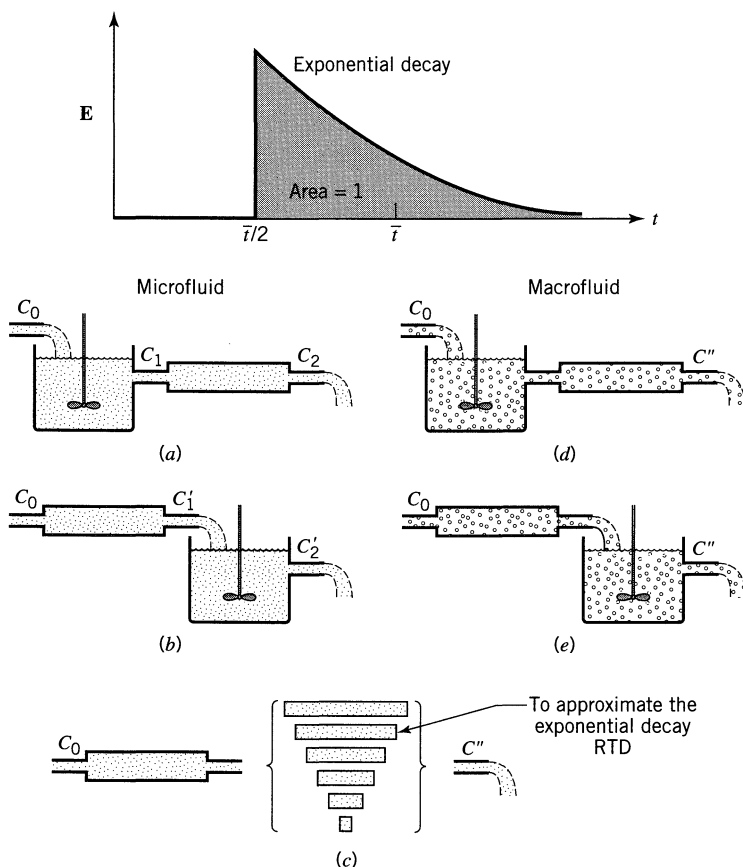 E
Exponential decay
Area = 1
t̄/2
t̄
t
Microfluid
Macrofluid
C₀
C₁
C₂
(a)
C₀
C″
(d)
C₀
C′₁
C′₂
(b)
C₀
C″
(e)
C₀
To approximate the
exponential decay
RTD
C″
(c)